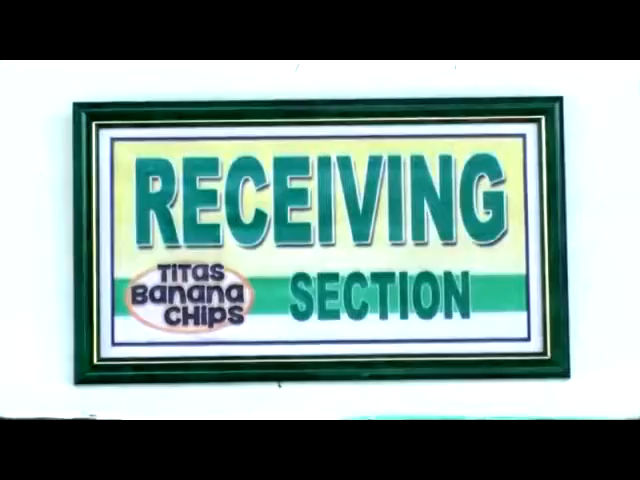 RECEIVING
SECTION
TiTaS
BaNaNa
CHiPS